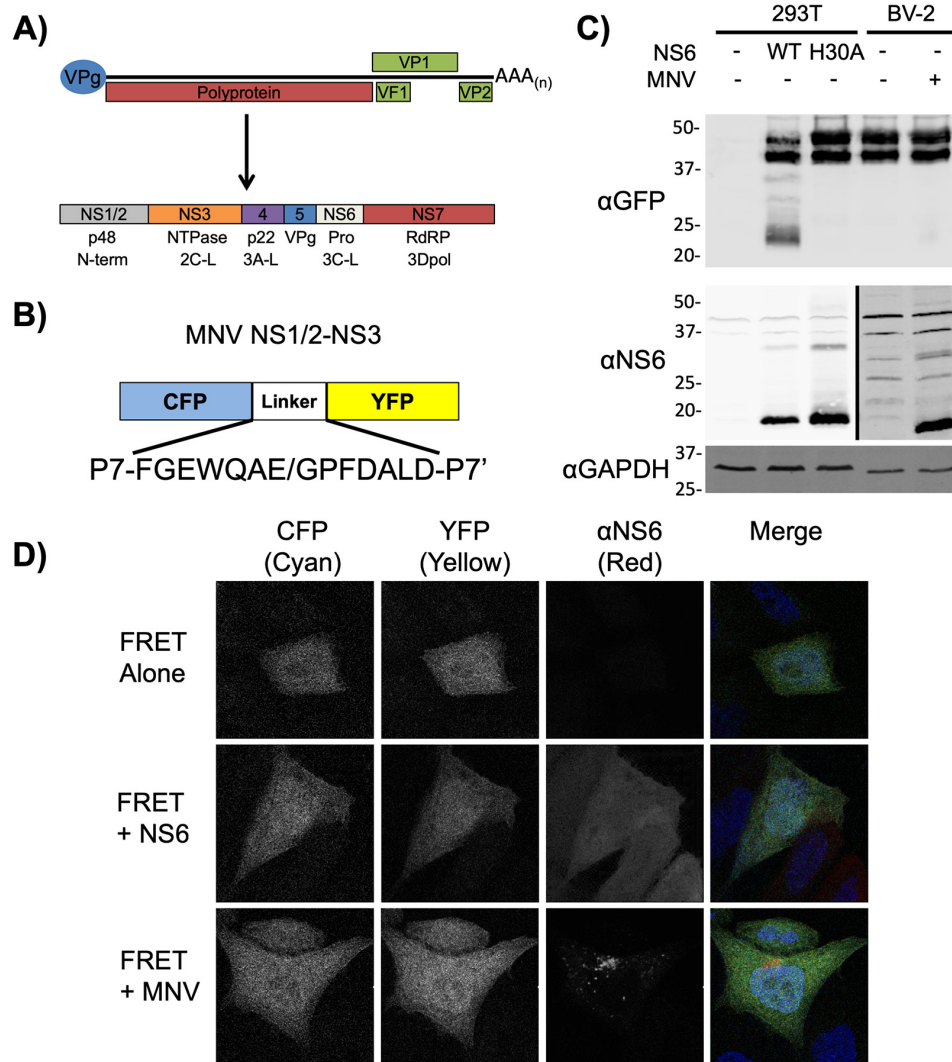 A)
VPg
VP1
AAA(n)
Polyprotein
VF1
VP2
NS1/2
NS3
4
5
NS6
NS7
p48
NTPase
p22
VPg
Pro
RdRP
N-term
2C-L
3A-L
3C-L
3Dpol
B)
MNV NS1/2-NS3
CFP
Linker
YFP
P7-FGEWQAE/GPFDALD-P7’
C)
293T
BV-2
NS6
-
WT
H30A
-
-
MNV
-
-
-
-
+
αGFP
50-
37-
25-
20-
αNS6
50-
37-
25-
20-
αGAPDH
37-
25-
D)
CFP
(Cyan)
YFP
(Yellow)
αNS6
(Red)
Merge
FRET
Alone
FRET
+ NS6
FRET
+ MNV